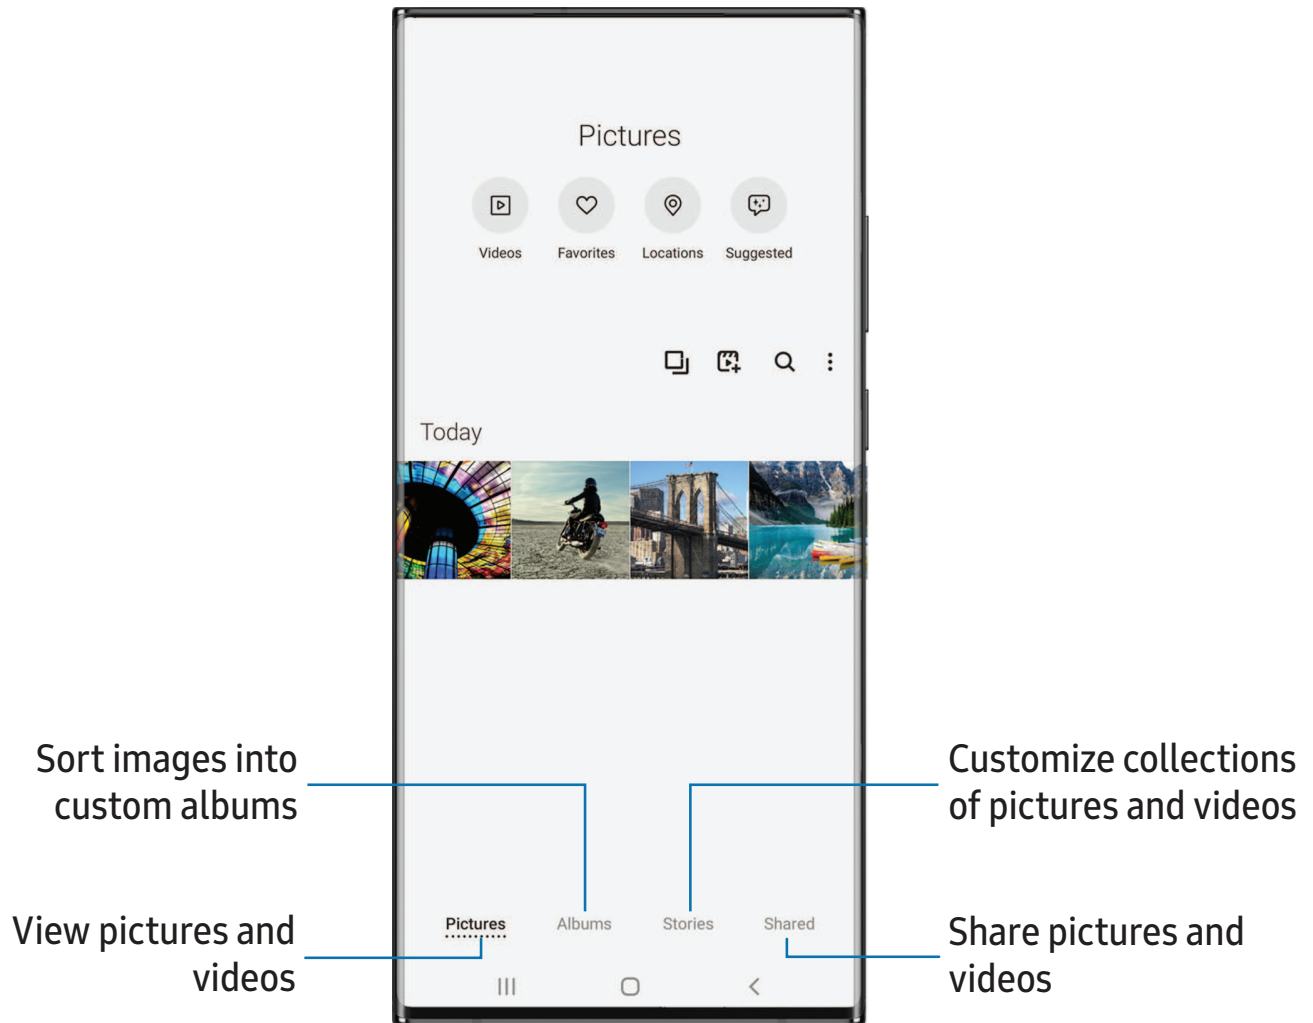 Pictures
Videos
Favorites
Locations
Suggested
Today
Sort images into
custom albums
Customize collections
of pictures and videos
Pictures
Albums
Stories
Shared
View pictures and
videos
Share pictures and
videos